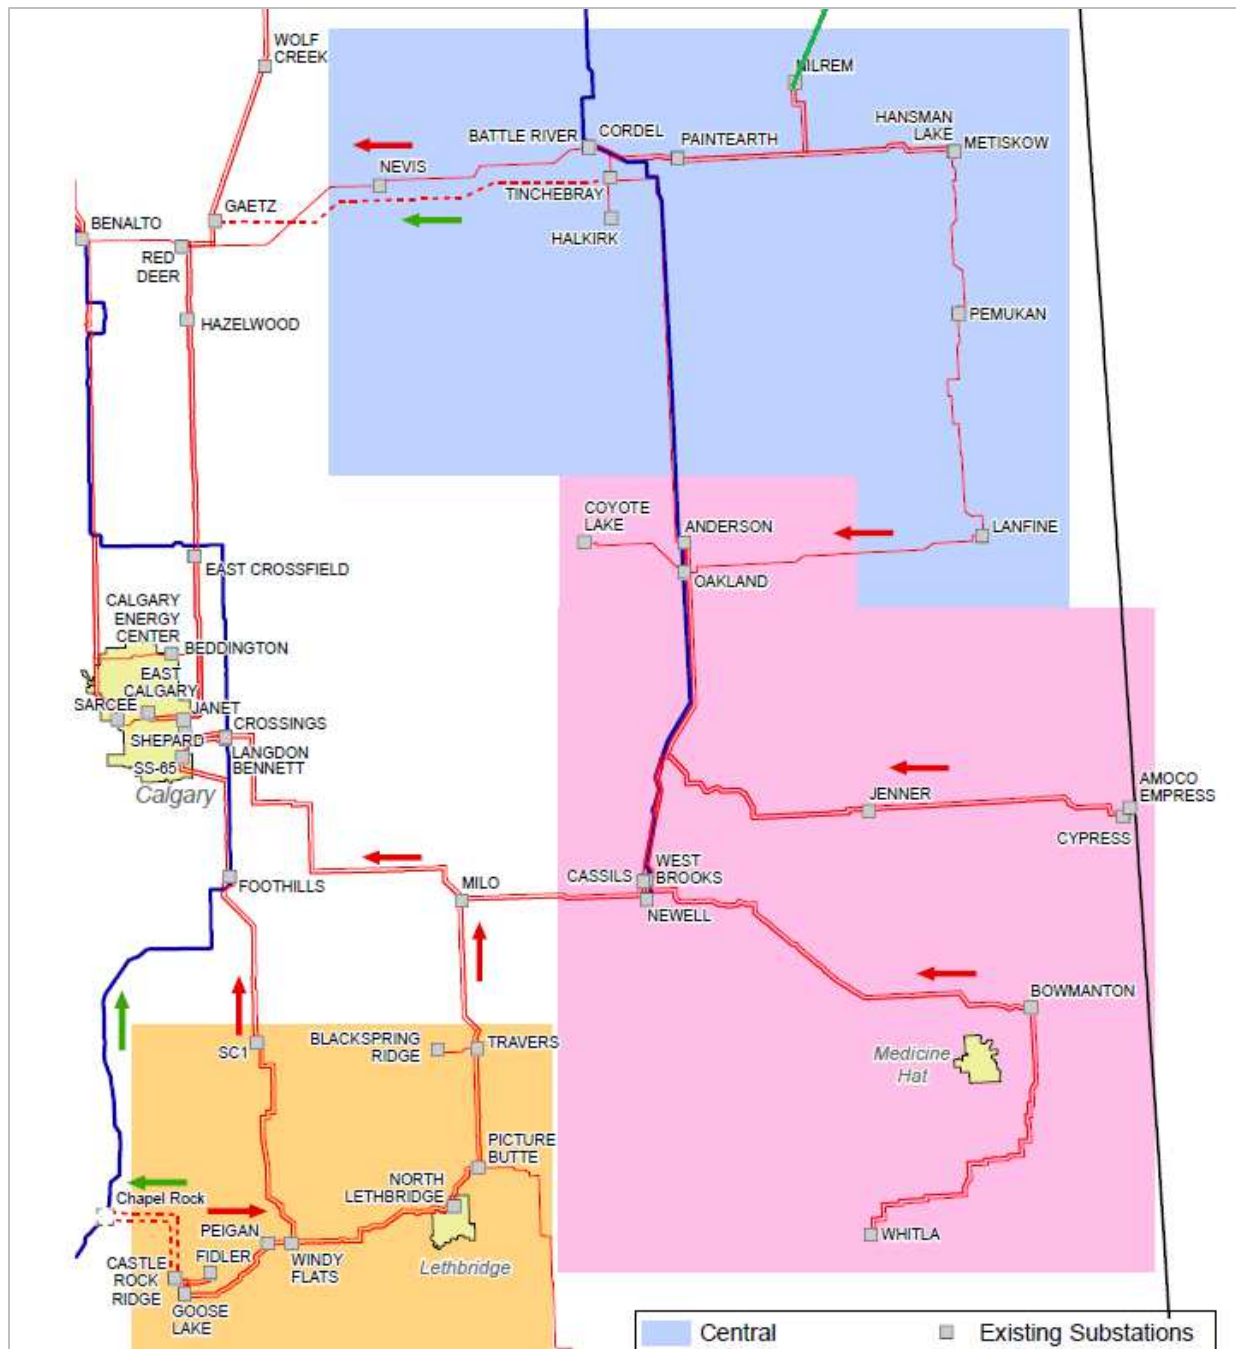 WOLF
CREEK
NILREM
HANSMAN
LAKE
METISKOW
BATTLE RIVER
CORDEL
PAINTEARTH
NEVIS
TINCHEBRAY
GAETZ
HALKIRK
BENALTO
RED
DEER
HAZELWOOD
PEMUKAN
COYOTE
LAKE
ANDERSON
LANFINE
OAKLAND
EAST CROSSFIELD
CALGARY
ENERGY
CENTER
BEDDINGTON
EAST
CALGARY
SARCEE
JANET
CROSSINGS
SHEPARD
LANGDON
BENNETT
SS-65
Calgary
AMOCO
EMPRESS
JENNER
CYPRESS
WEST
BROOKS
CASSILS
NEWELL
MILO
FOOTHILLS
BOWMANTON
SC1
BLACKSPRING
RIDGE
TRAVERS
Medicine
Hat
PICTURE
BUTTE
NORTH
LETHBRIDGE
Chapel Rock
PEIGAN
FIDLER
WINDY
FLATS
CASTLE
ROCK
RIDGE
GOOSE
LAKE
Lethbridge
WHITLA
Central
Existing Substations